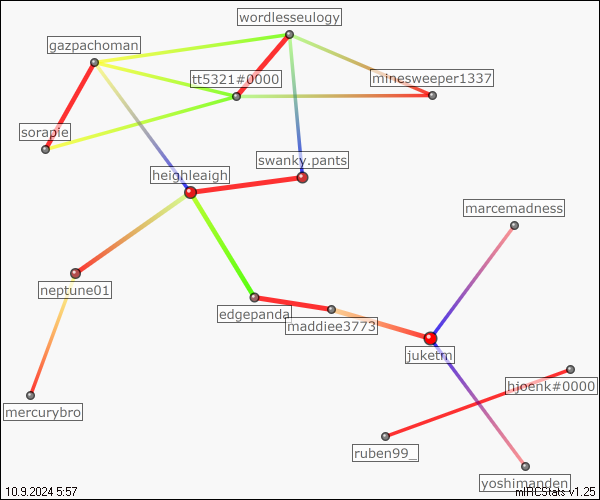 wordlesseulogy
gazpachoman
tt5321#0000
minesweeper1337
sorapie
swanky.pants
heighleaigh
marcemadness
neptune01
edgepanda
maddiee3773
juketm
hjoenk#0000
mercurybro
ruben99_
yoshimanden
10.9.2024 5:57
mIRCStats v1.25